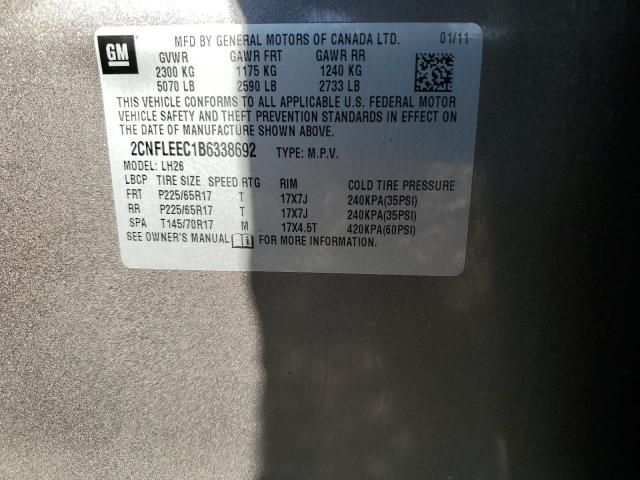 GM MFD BY GENERAL MOTORS OF CANADA LTD. 01/11
GVWR GAWR FRT GAWR RR
2300 KG 1175 KG 1240 KG
5070 LB 2590 LB 2733 LB
THIS VEHICLE CONFORMS TO ALL APPLICABLE U.S. FEDERAL MOTOR
VEHICLE SAFETY AND THEFT PREVENTION STANDARDS IN EFFECT ON
THE DATE OF MANUFACTURE SHOWN ABOVE.
2CNFLEEC1B6338692 TYPE: M.P.V.
MODEL: LH26
LBCP TIRE SIZE SPEED RTG RIM COLD TIRE PRESSURE
FRT P225/65R17 T 17X7J 240KPA(35PSI)
RR P225/65R17 T 17X7J 240KPA(35PSI)
SPA T145/70R17 M 17X4.5T 420KPA(60PSI)
SEE OWNER'S MANUAL FOR MORE INFORMATION.